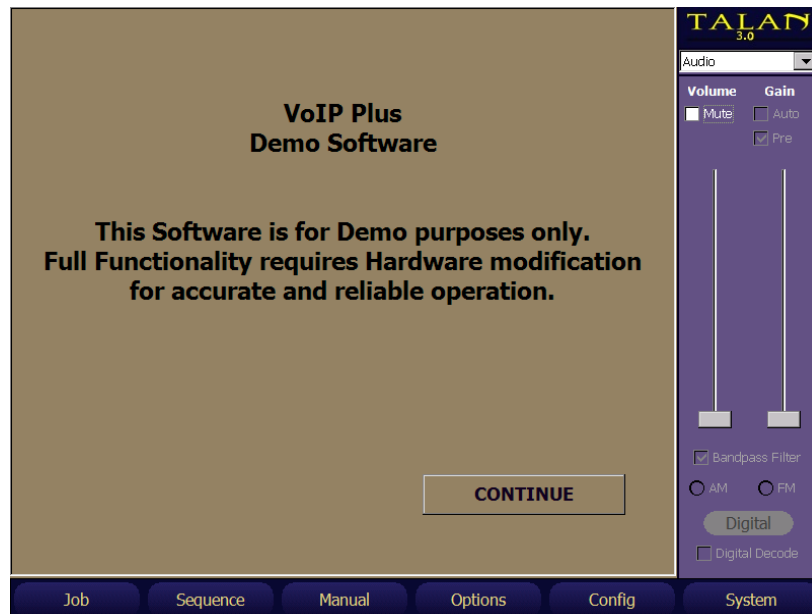 VoIP Plus
Demo Software
This Software is for Demo purposes only.
Full Functionality requires Hardware modification
for accurate and reliable operation.
CONTINUE
TALAN
3.0
Audio
Volume Gain
Mute Auto
Pre
Bandpass Filter
AM FM
Digital
Digital Decode
Job Sequence Manual Options Config System